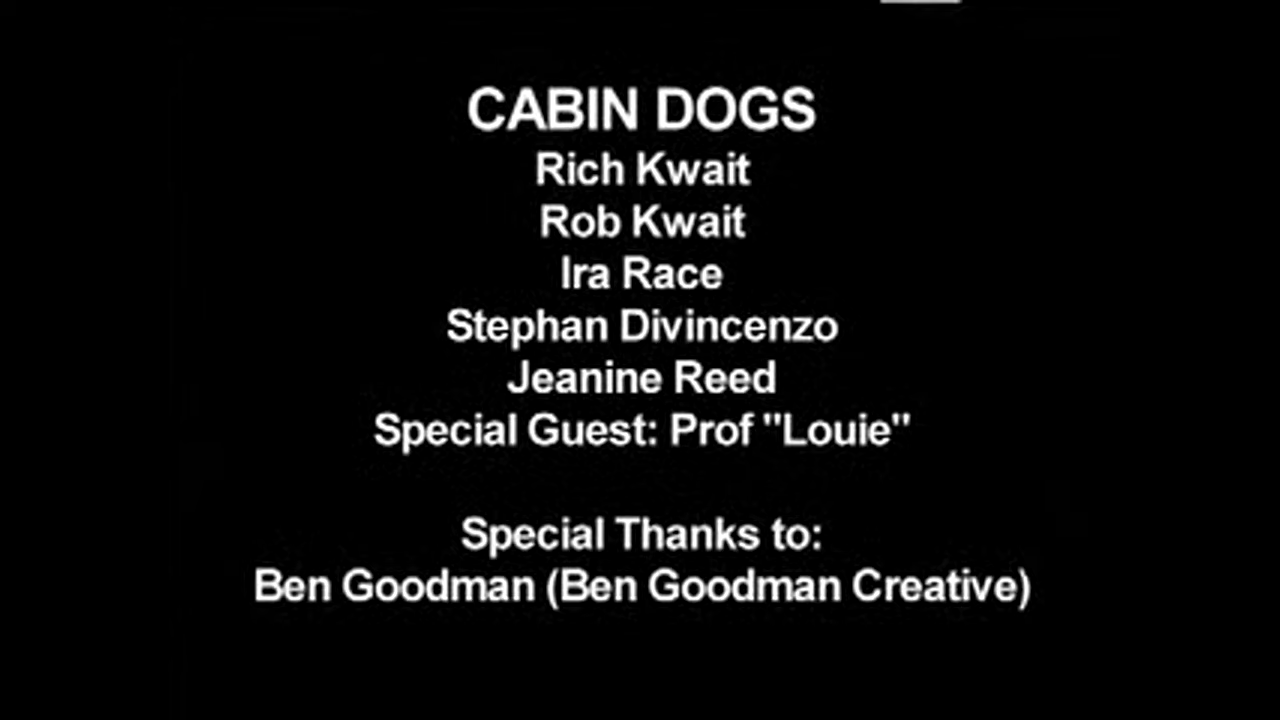 CABIN DOGS
Rich Kwait
Rob Kwait
Ira Race
Stephan Divincenzo
Jeanine Reed
Special Guest: Prof "Louie"
Special Thanks to:
Ben Goodman (Ben Goodman Creative)